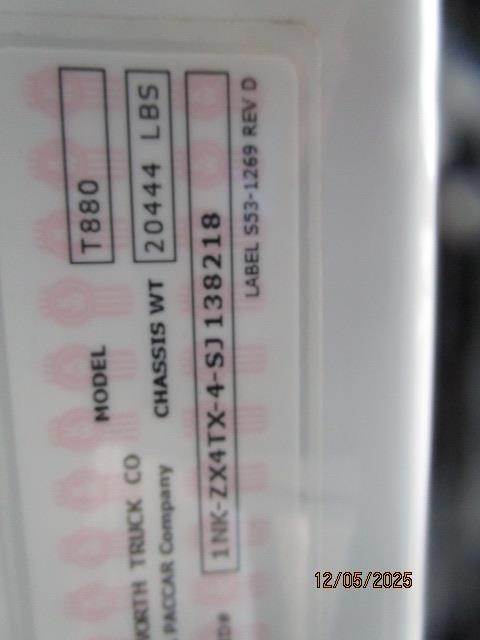 MODEL T880
WORTH TRUCK CO CHASSIS WT 20444 LBS
PACCAR Company
ID# 1NK-ZX4TX-4-SJ138218
LABEL S53-1269 REV D
12/05/2025